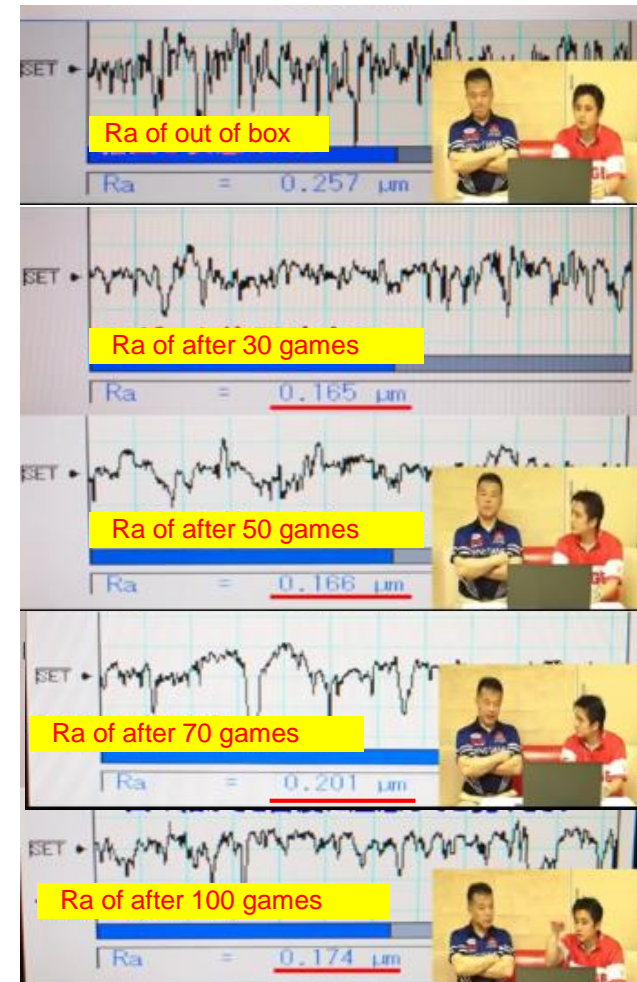 SET
Ra of out of box
Ra = 0.257 µm
SET
Ra of after 30 games
Ra = 0.165 µm
SET
Ra of after 50 games
Ra = 0.166 µm
SET
Ra of after 70 games
Ra = 0.201 µm
SET
Ra of after 100 games
Ra = 0.174 µm